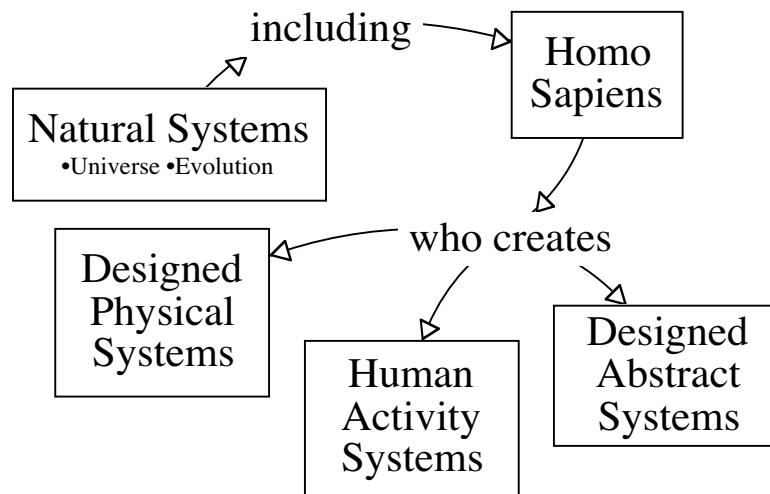 including
Homo
Sapiens
Natural Systems
•Universe •Evolution
who creates
Designed
Physical
Systems
Human
Activity
Systems
Designed
Abstract
Systems